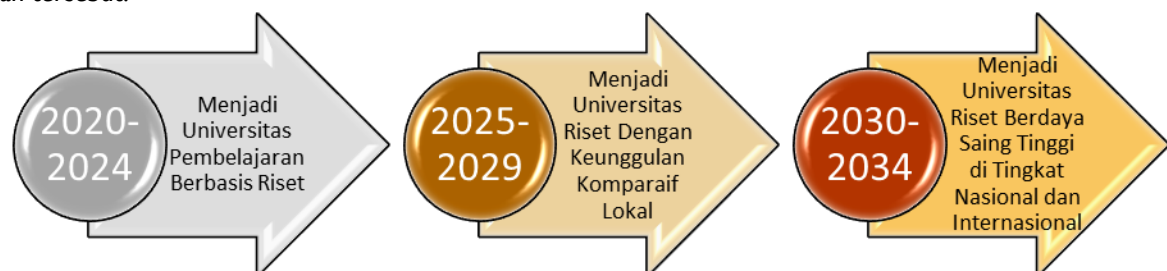 2020-
2024
Menjadi
Universitas
Pembelajaran
Berbasis Riset
2025-
2029
Menjadi
Universitas
Riset Dengan
Keunggulan
Komparaif
Lokal
2030-
2034
Menjadi
Universitas
Riset Berdaya
Saing Tinggi
di Tingkat
Nasional dan
Internasional